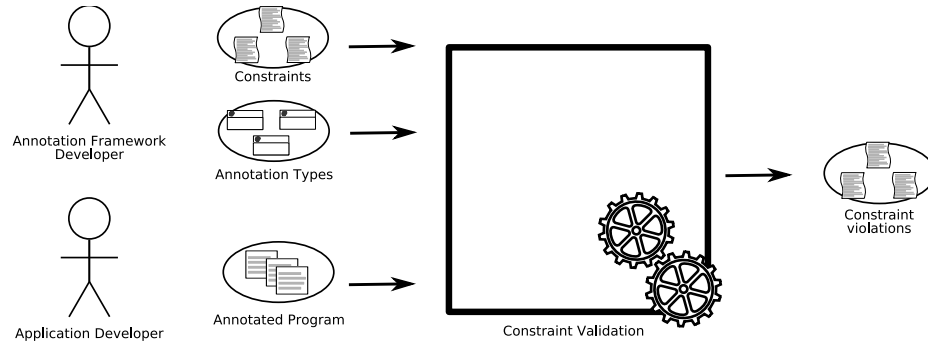 Constraints
Annotation Framework
Developer
Annotation Types
Constraint
violations
Application Developer
Annotated Program
Constraint Validation